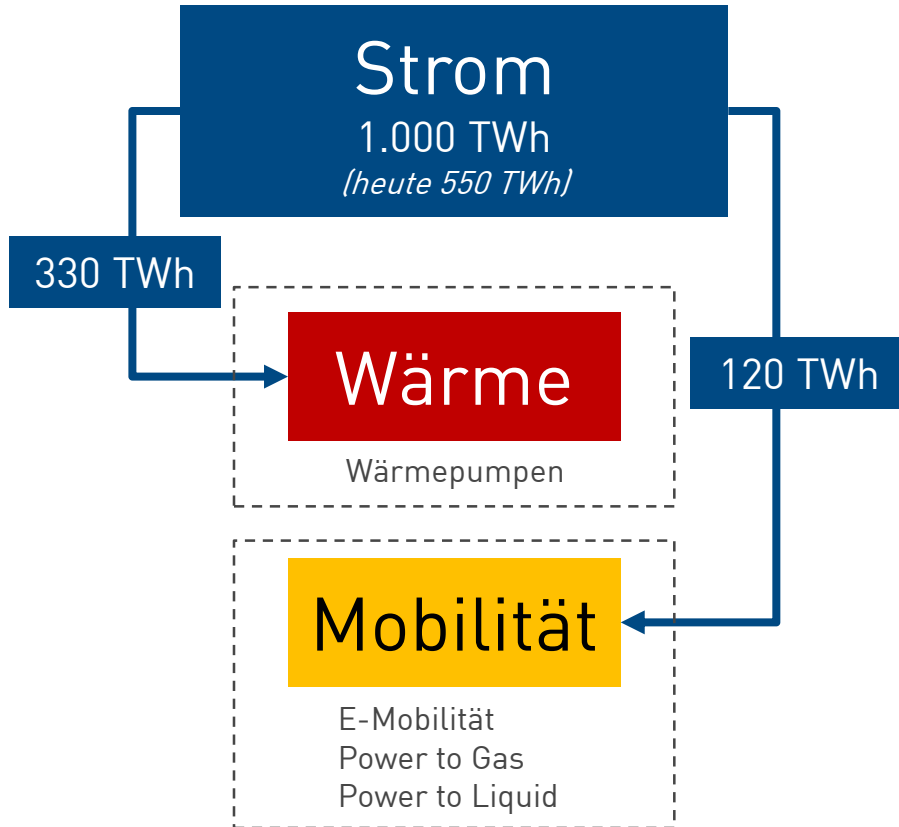 Strom
1.000 TWh
(heute 550 TWh)
330 TWh
Wärme
120 TWh
Wärmepumpen
Mobilität
E-Mobilität
Power to Gas
Power to Liquid